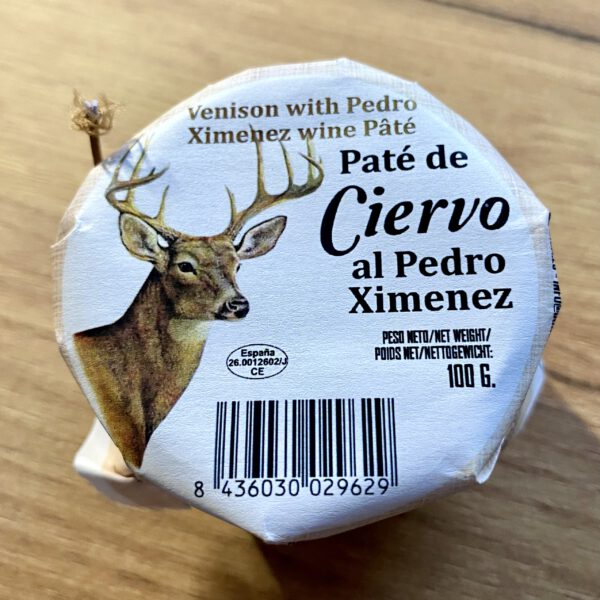 Venison with Pedro
Ximenez wine Pâté
Paté de
Ciervo
al Pedro
Ximenez
PESO NETO/NET WEIGHT/
POIDS NET/NETTOGEWICHT:
100 G.
España
26.0012602/J
CE
8 436030 029629